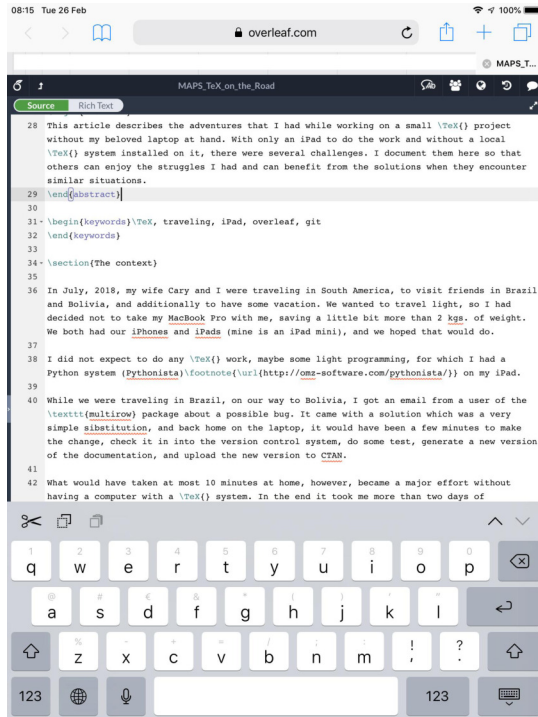 08:15 Tue 26 Feb 100%
overleaf.com
MAPS_T...
MAPS_TeX_on_the_Road
Source Rich Text
28 This article describes the adventures that I had while working on a small \TeX{} project
without my beloved laptop at hand. With only an iPad to do the work and without a local
\TeX{} system installed on it, there were several challenges. I document them here so that
others can enjoy the struggles I had and can benefit from the solutions when they encounter
similar situations.
29 \end{abstract}
30
31 \begin{keywords}\TeX, traveling, iPad, overleaf, git
32 \end{keywords}
33
34 \section{The context}
35
36 In July, 2018, my wife Cary and I were traveling in South America, to visit friends in Brazil
and Bolivia, and additionally to have some vacation. We wanted to travel light, so I had
decided not to take my MacBook Pro with me, saving a little bit more than 2 kgs. of weight.
We both had our iPhones and iPads (mine is an iPad mini), and we hoped that would do.
37
38 I did not expect to do any \TeX{} work, maybe some light programming, for which I had a
Python system (Pythonista)\footnote{\url{http://omz-software.com/pythonista/}} on my iPad.
39
40 While we were traveling in Brazil, on our way to Bolivia, I got an email from a user of the
\texttt{multirow} package about a possible bug. It came with a solution which was a very
simple sibstitution, and back home on the laptop, it would have been a few minutes to make
the change, check it in into the version control system, do some test, generate a new version
of the documentation, and upload the new version to CTAN.
41
42 What would have taken at most 10 minutes at home, however, became a major effort without
having a computer with a \TeX{} system. In the end it took me more than two days of
1 2 3 4 5 6 7 8 9 0
q w e r t y u i o p
@ # € & * ( ) ' "
a s d f g h j k l
% - + = / ; : ! ?
z x c v b n m , .
123 123